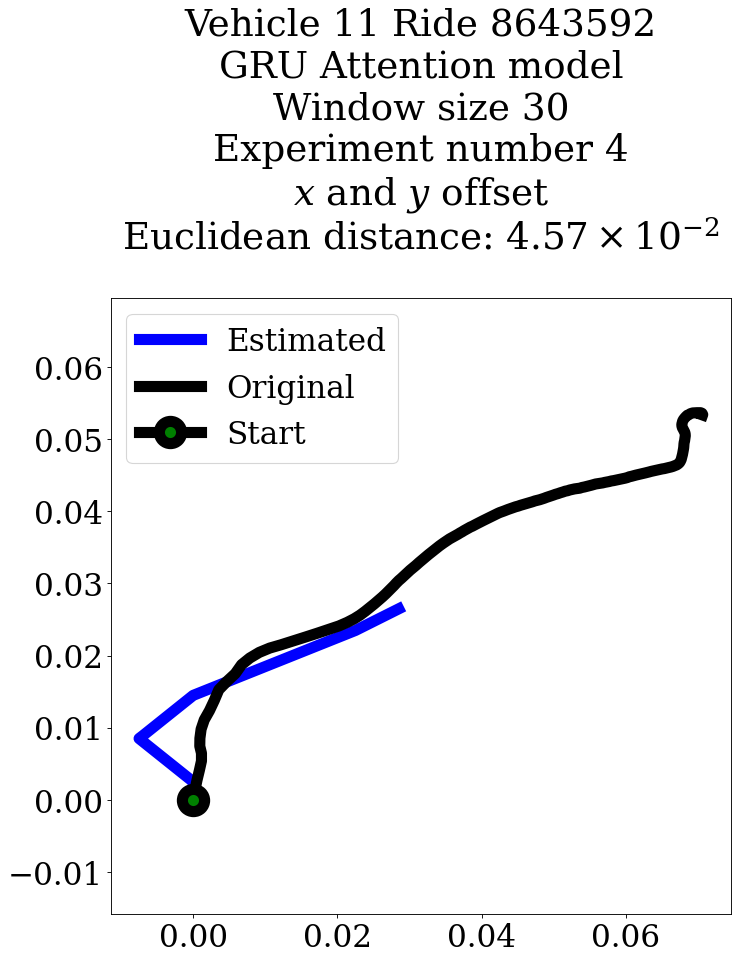 Vehicle 11 Ride 8643592
GRU Attention model
Window size 30
Experiment number 4
x and y offset
Euclidean distance: 4.57 × 10⁻²
Estimated
Original
Start
0.06
0.05
0.04
0.03
0.02
0.01
0.00
−0.01
0.00 0.02 0.04 0.06